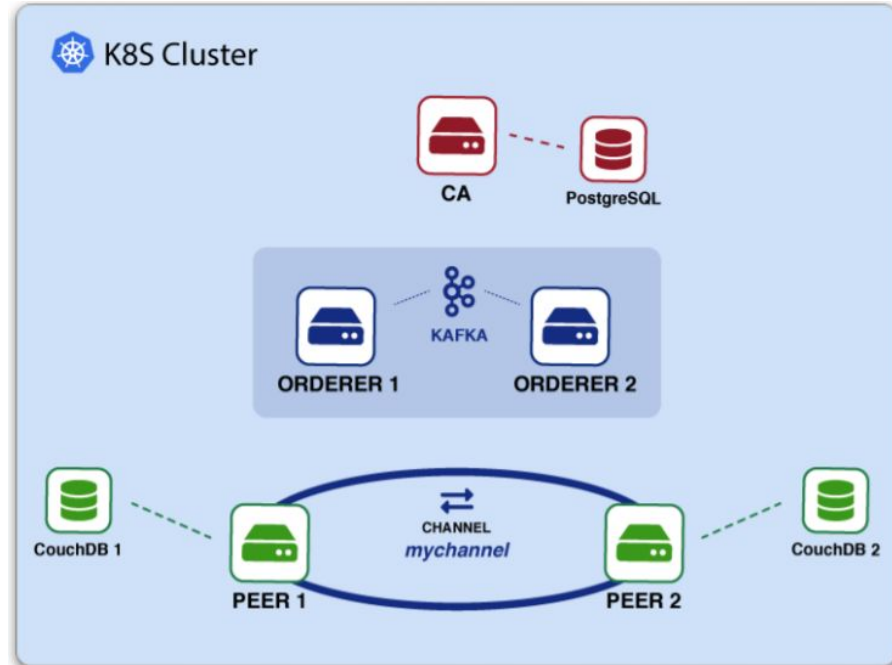 K8S Cluster
CA
PostgreSQL
KAFKA
ORDERER 1
ORDERER 2
CouchDB 1
CHANNEL
mychannel
CouchDB 2
PEER 1
PEER 2